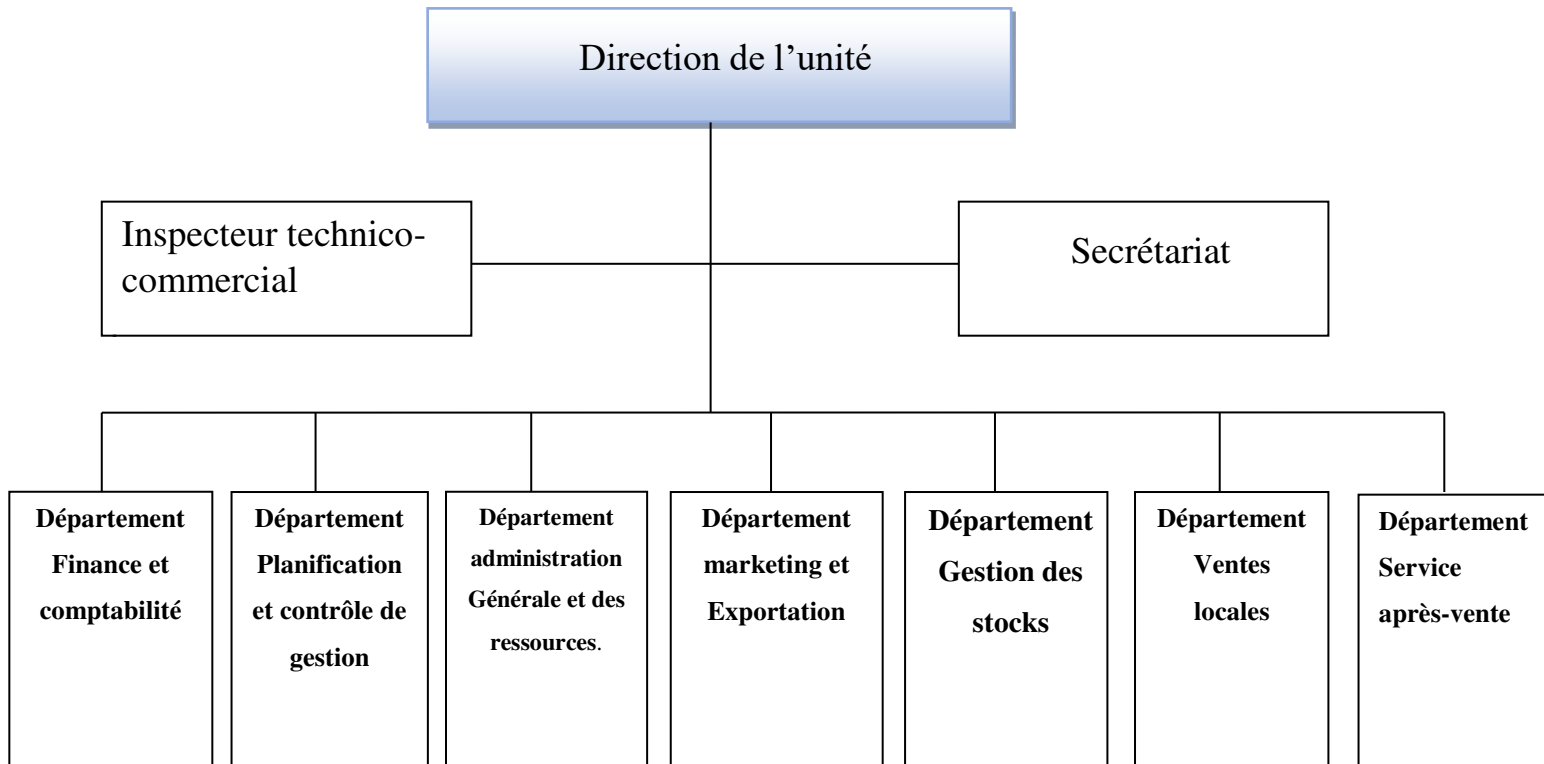 Direction de l’unité
Inspecteur technico-
commercial
Secrétariat
Département
Finance et
comptabilité
Département
Planification
et contrôle de
gestion
Département
administration
Générale et des
ressources.
Département
marketing et
Exportation
Département
Gestion des
stocks
Département
Ventes
locales
Département
Service
après-vente